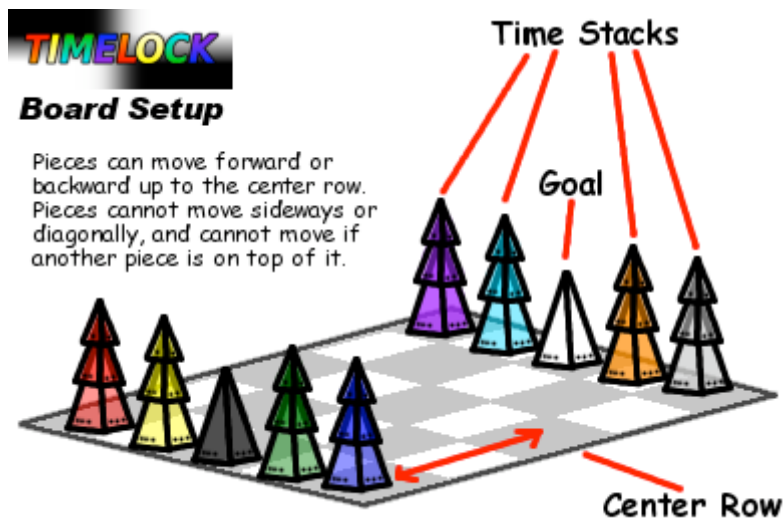 TIMELOCK
Board Setup
Pieces can move forward or
backward up to the center row.
Pieces cannot move sideways or
diagonally, and cannot move if
another piece is on top of it.
Time Stacks
Goal
Center Row